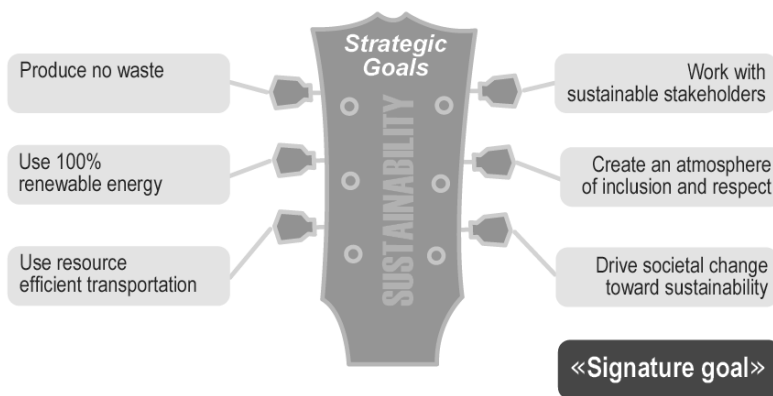 Strategic
Goals
SUSTAINABILITY
Produce no waste
Use 100%
renewable energy
Use resource
efficient transportation
Work with
sustainable stakeholders
Create an atmosphere
of inclusion and respect
Drive societal change
toward sustainability
«Signature goal»